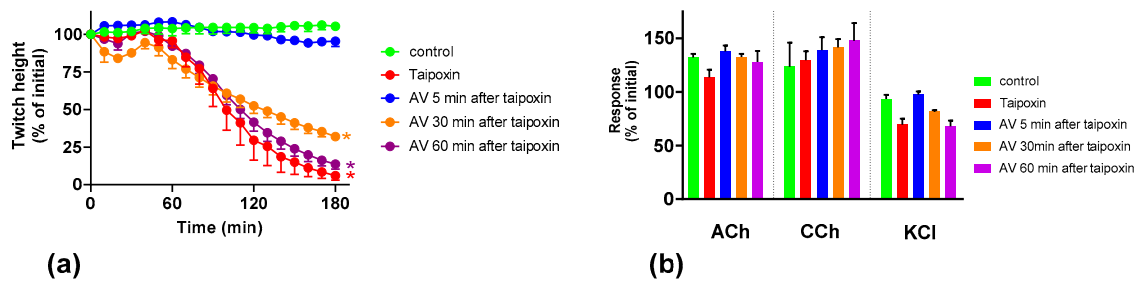 (a)
Twitch height
(% of initial)
100
75
50
25
0
0
60
120
180
Time (min)
*
*
*
control
Taipoxin
AV 5 min after taipoxin
AV 30 min after taipoxin
AV 60 min after taipoxin
(b)
Response
(% of initial)
150
100
50
0
ACh
CCh
KCl
control
Taipoxin
AV 5 min after taipoxin
AV 30min after taipoxin
AV 60 min after taipoxin